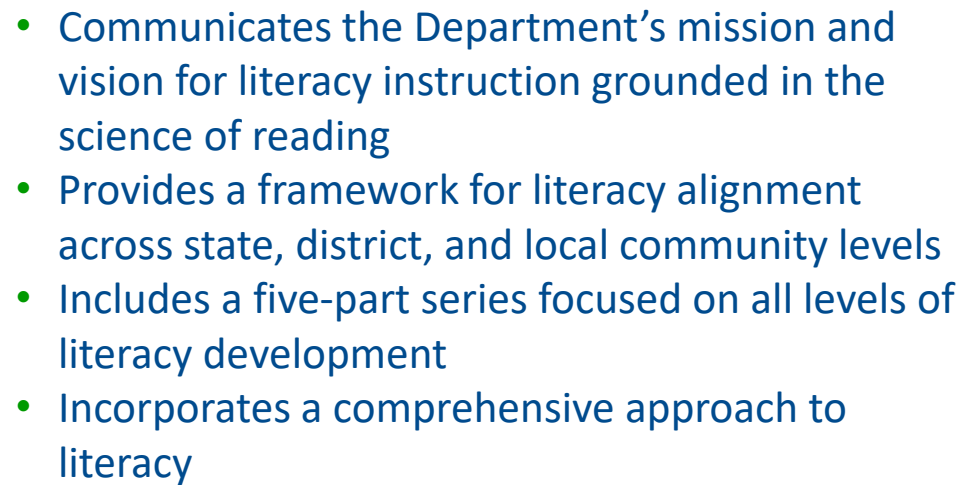 • Communicates the Department’s mission and
vision for literacy instruction grounded in the
science of reading
• Provides a framework for literacy alignment
across state, district, and local community levels
• Includes a five-part series focused on all levels of
literacy development
• Incorporates a comprehensive approach to
literacy